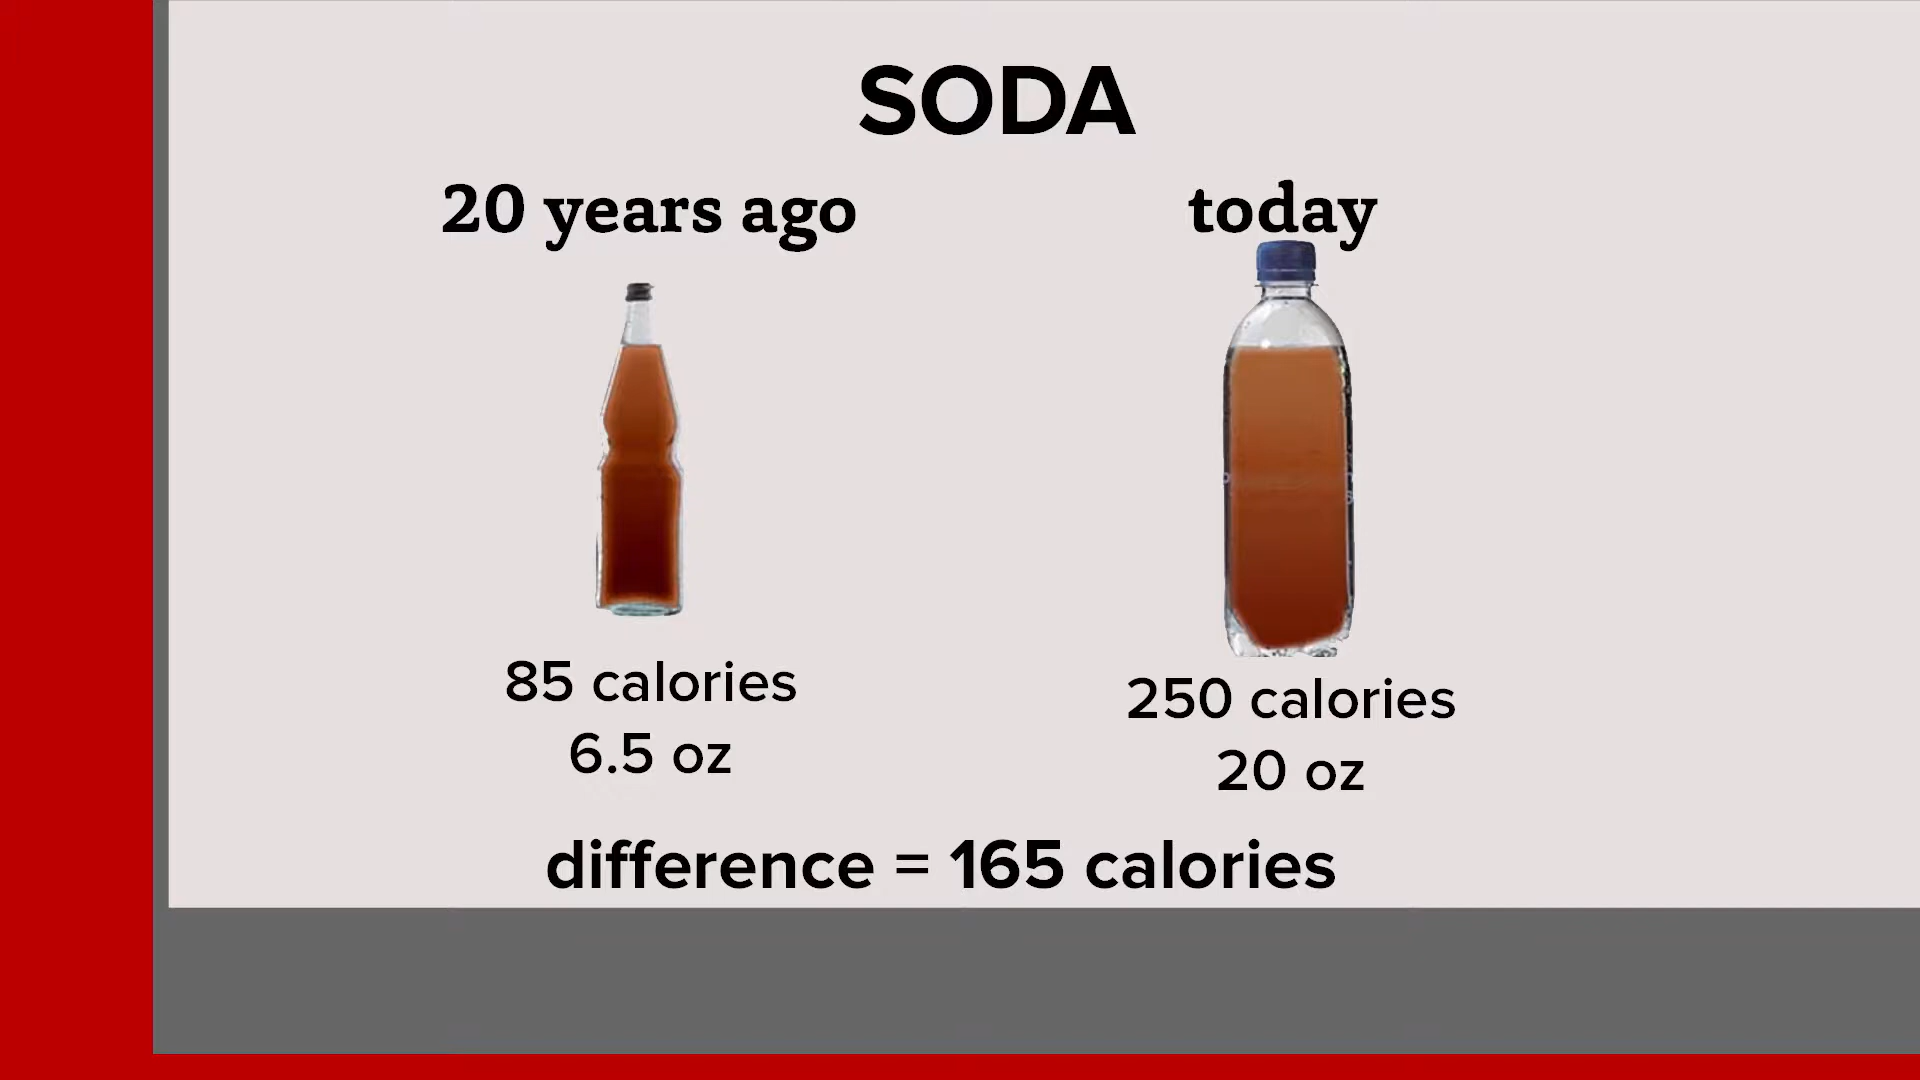 SODA
20 years ago
today
85 calories
6.5 oz
250 calories
20 oz
difference = 165 calories